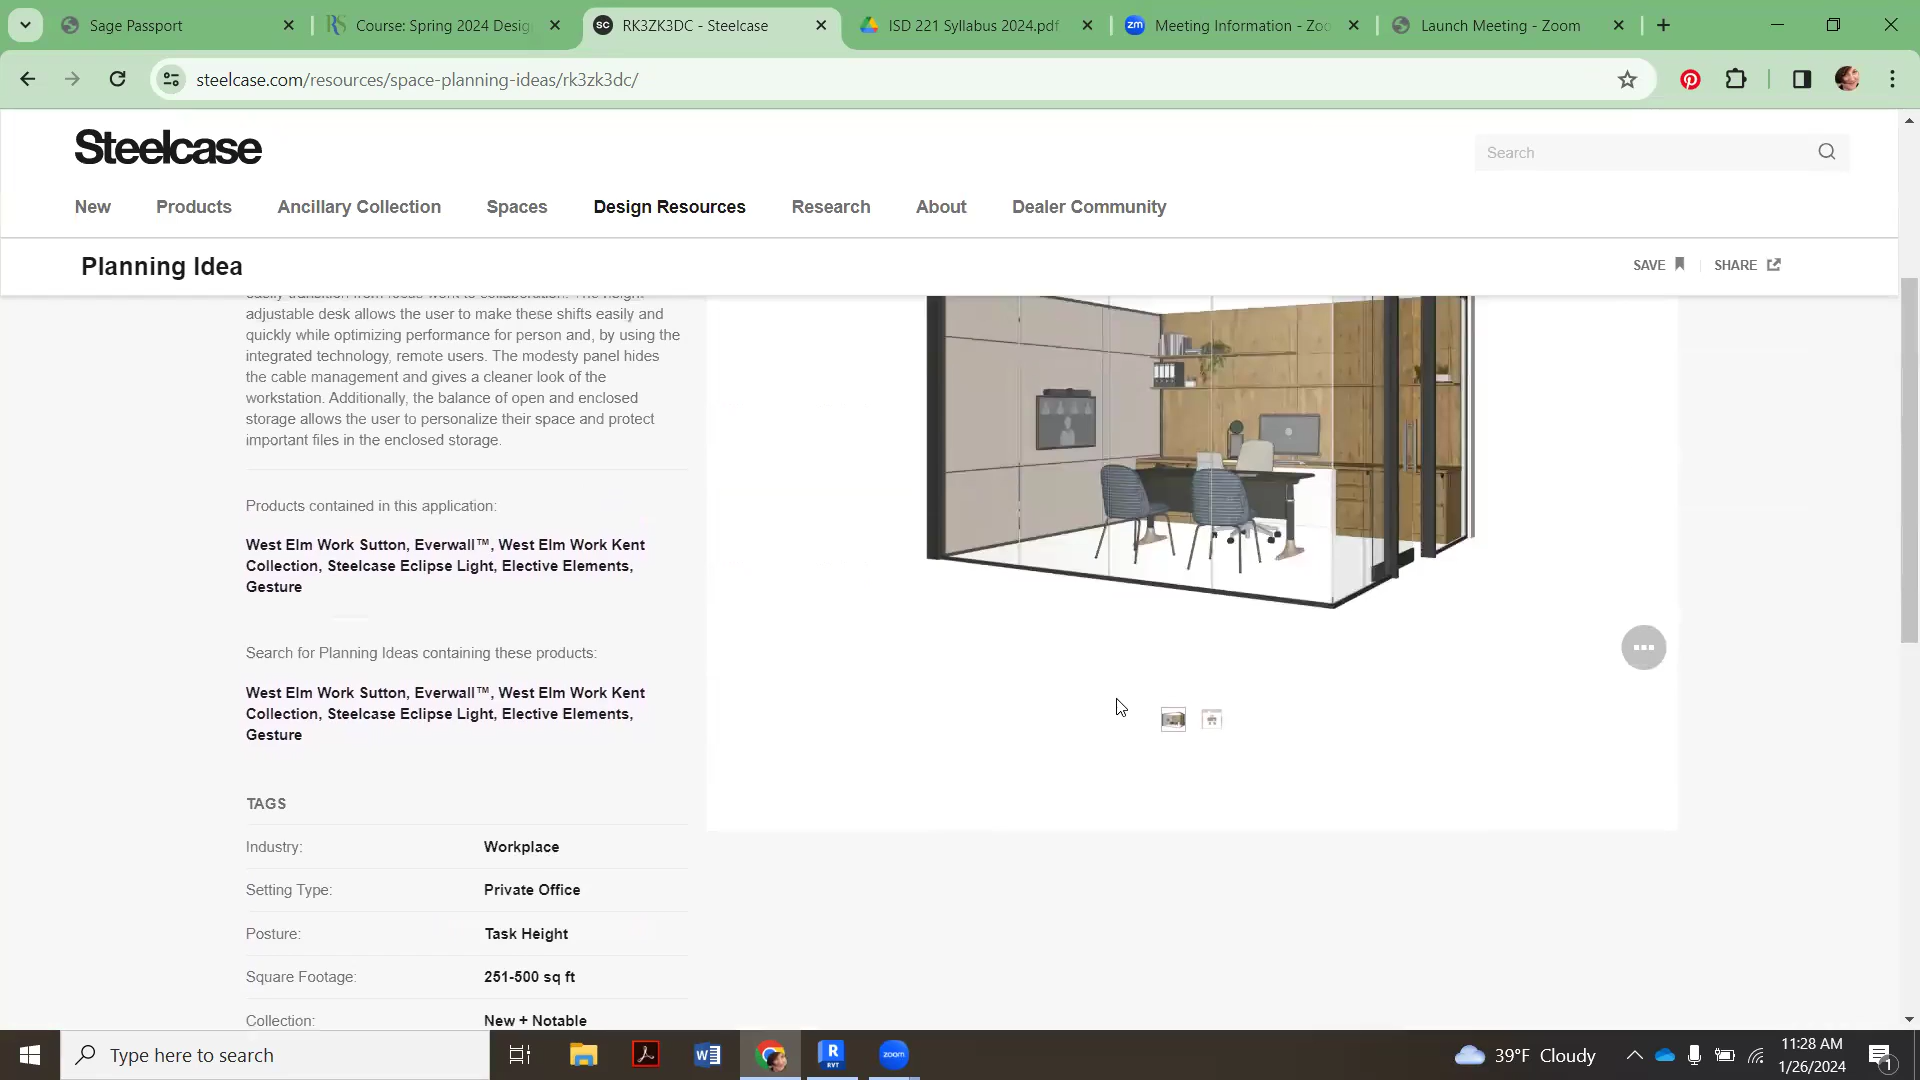 Sage Passport
Course: Spring 2024 Desig
RK3ZK3DC - Steelcase
ISD 221 Syllabus 2024.pdf
Meeting Information - Zoo
Launch Meeting - Zoom
steelcase.com/resources/space-planning-ideas/rk3zk3dc/
Steelcase
Search
New
Products
Ancillary Collection
Spaces
Design Resources
Research
About
Dealer Community
Planning Idea
SAVE
SHARE
adjustable desk allows the user to make these shifts easily and
quickly while optimizing performance for person and, by using the
integrated technology, remote users. The modesty panel hides
the cable management and gives a cleaner look of the
workstation. Additionally, the balance of open and enclosed
storage allows the user to personalize their space and protect
important files in the enclosed storage.
Products contained in this application:
West Elm Work Sutton, Everwall™, West Elm Work Kent
Collection, Steelcase Eclipse Light, Elective Elements,
Gesture
Search for Planning Ideas containing these products:
West Elm Work Sutton, Everwall™, West Elm Work Kent
Collection, Steelcase Eclipse Light, Elective Elements,
Gesture
TAGS
Industry: Workplace
Setting Type: Private Office
Posture: Task Height
Square Footage: 251-500 sq ft
Collection: New + Notable
Type here to search
39°F Cloudy
11:28 AM
1/26/2024